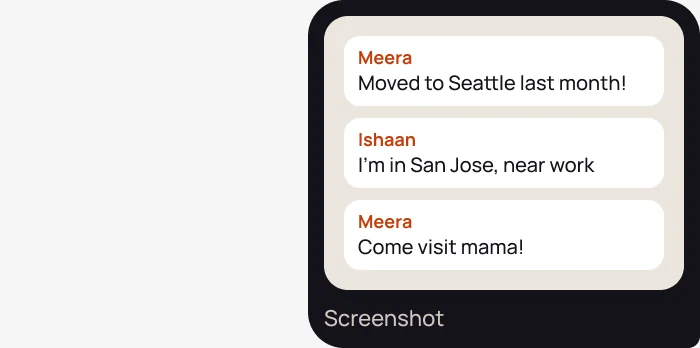 Meera
Moved to Seattle last month!
Ishaan
I'm in San Jose, near work
Meera
Come visit mama!
Screenshot